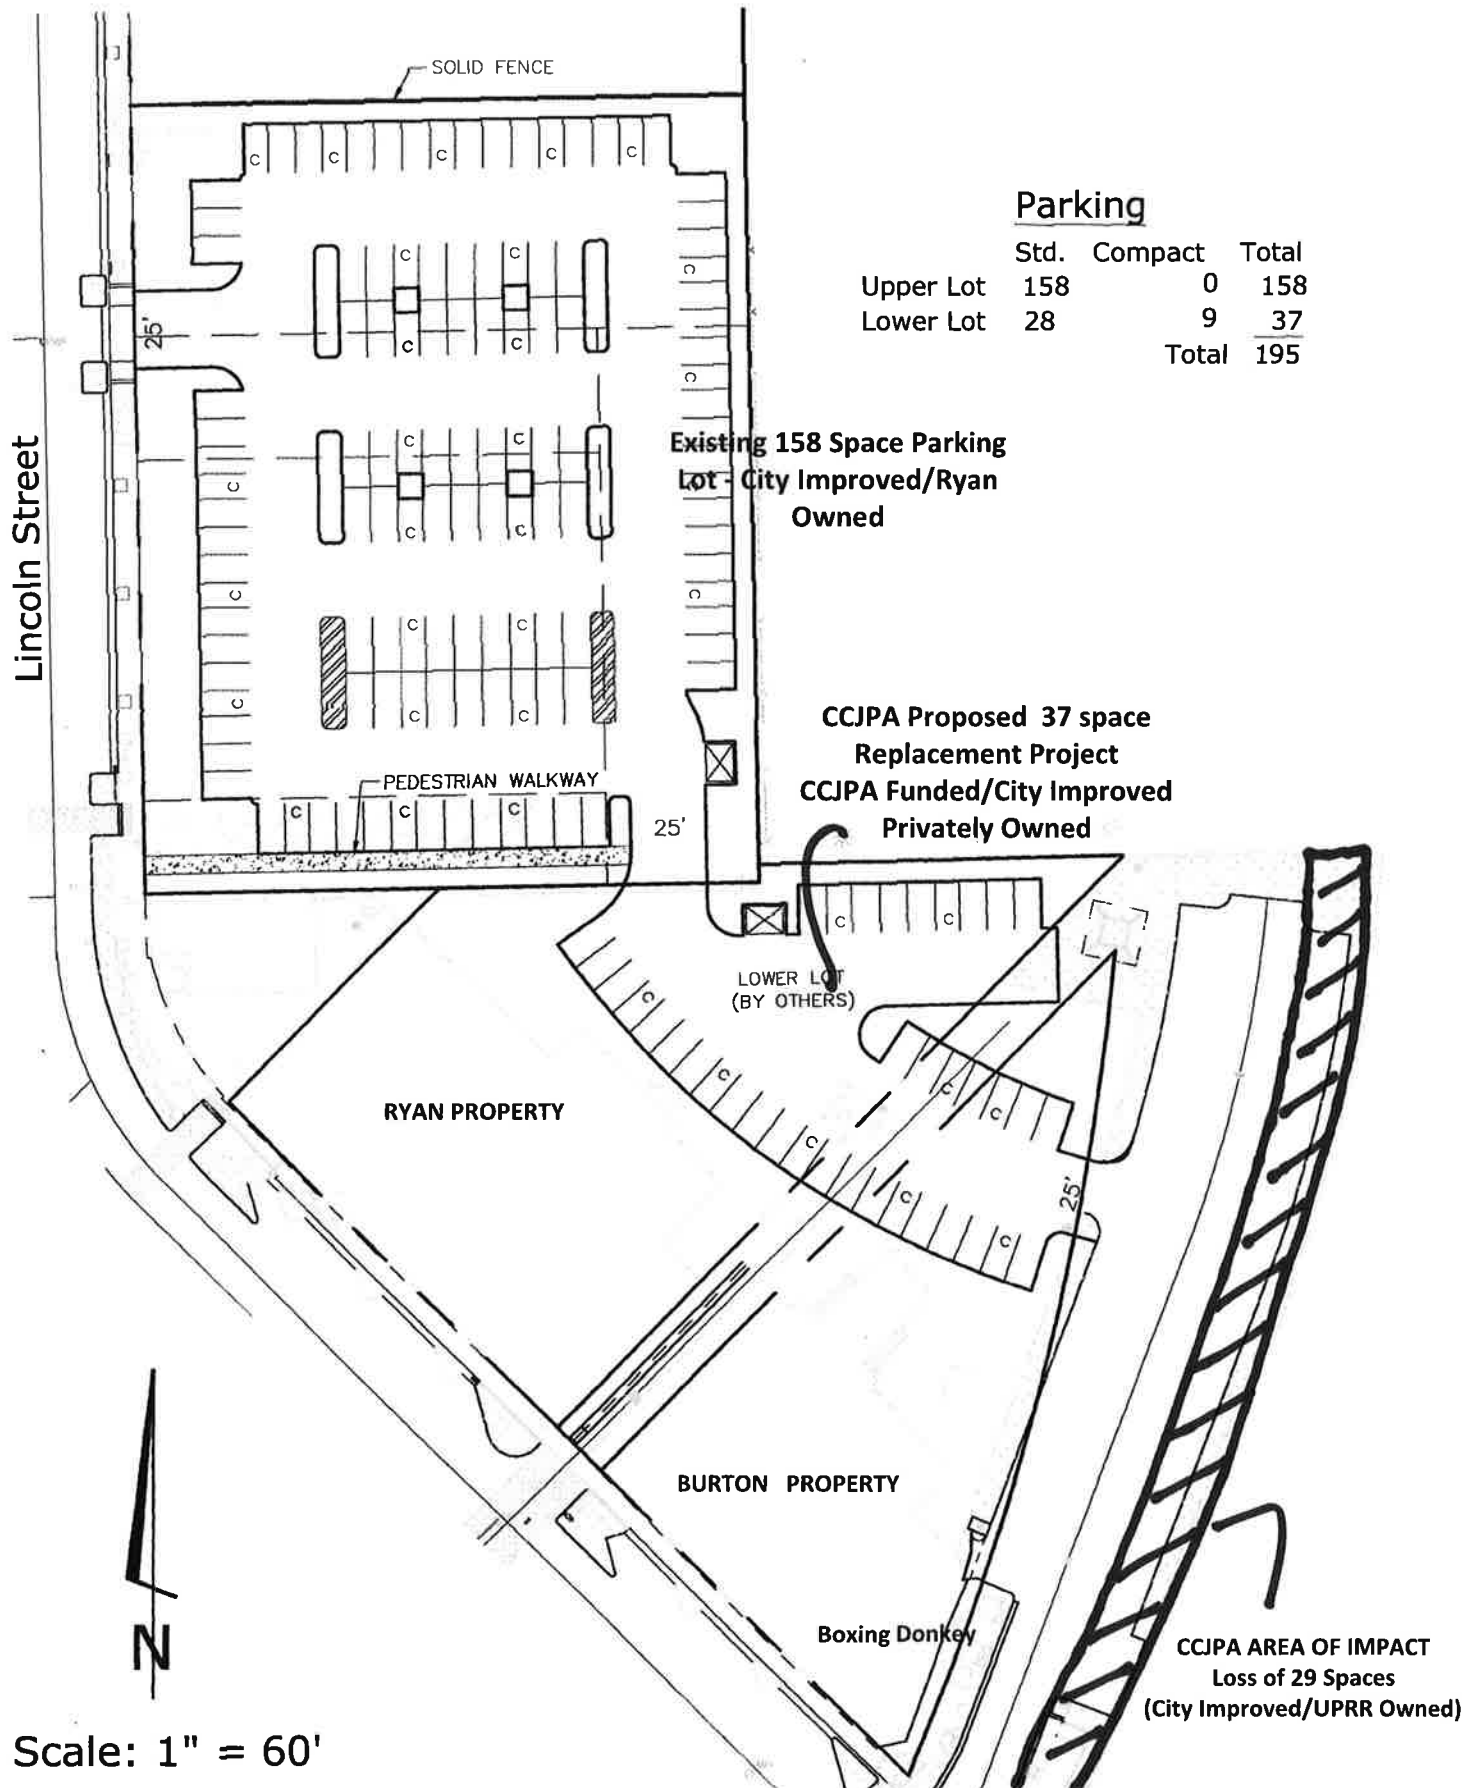 SOLID FENCE
C C C C C
Parking
Std. Compact Total
Upper Lot 158 0 158
Lower Lot 28 9 37
Total 195
C C
C
25'
C C
C
Existing 158 Space Parking
Lot - City Improved/Ryan
Owned
C C
C
C
C C
Lincoln Street
C
C
C C
C
C C
CCJPA Proposed 37 space
Replacement Project
CCJPA Funded/City Improved
Privately Owned
PEDESTRIAN WALKWAY
C C C
25'
C C
LOWER LOT
(BY OTHERS)
C
C
C
C
RYAN PROPERTY
C
C
25'
C
BURTON PROPERTY
Boxing Donkey
N
CCJPA AREA OF IMPACT
Loss of 29 Spaces
(City Improved/UPRR Owned)
Scale: 1" = 60'